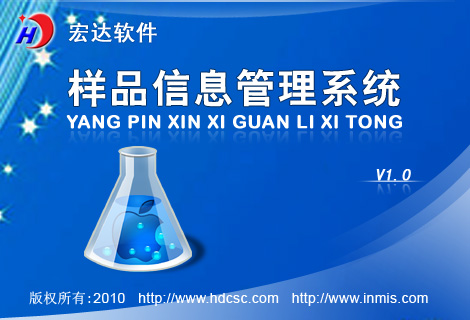 H 宏达软件
样品信息管理系统
YANG PIN XIN XI GUAN LI XI TONG
V1.0
版权所有:2010 http://www.hdcsc.com http://www.inmis.com